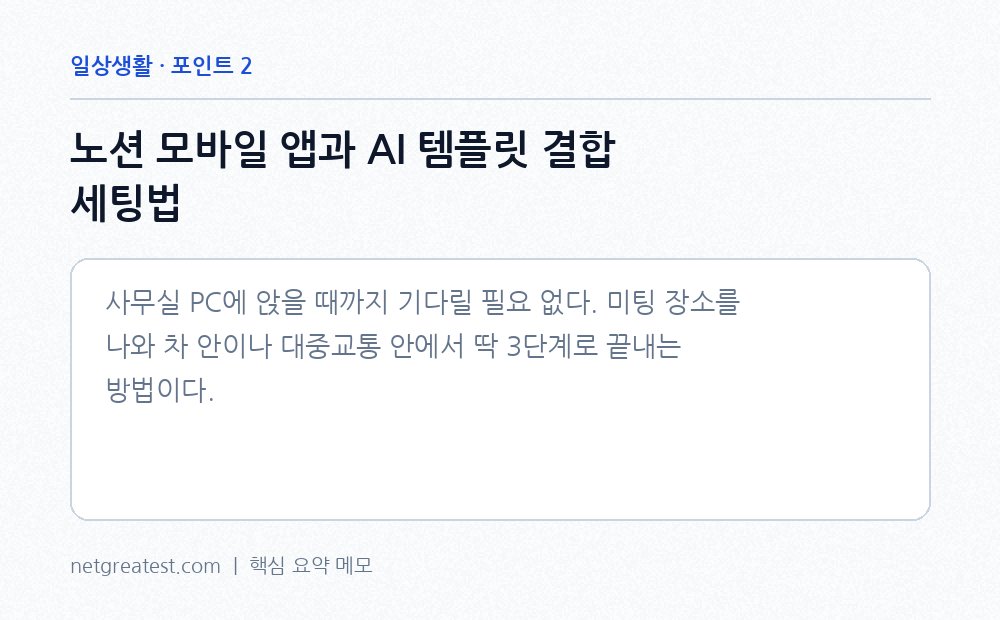 일상생활 · 포인트 2
노션 모바일 앱과 AI 템플릿 결합
세팅법
사무실 PC에 앉을 때까지 기다릴 필요 없다. 미팅 장소를
나와 차 안이나 대중교통 안에서 딱 3단계로 끝내는
방법이다.
netgreatest.com | 핵심 요약 메모